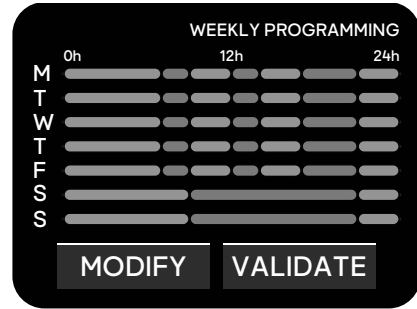 WEEKLY PROGRAMMING
0h 12h 24h
M
T
W
T
F
S
S
MODIFY VALIDATE